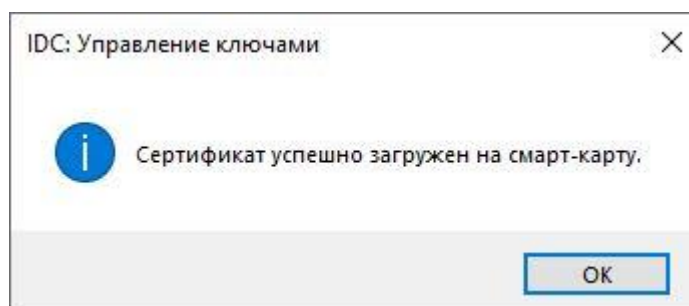 IDC: Управление ключами
Сертификат успешно загружен на смарт-карту.
OK